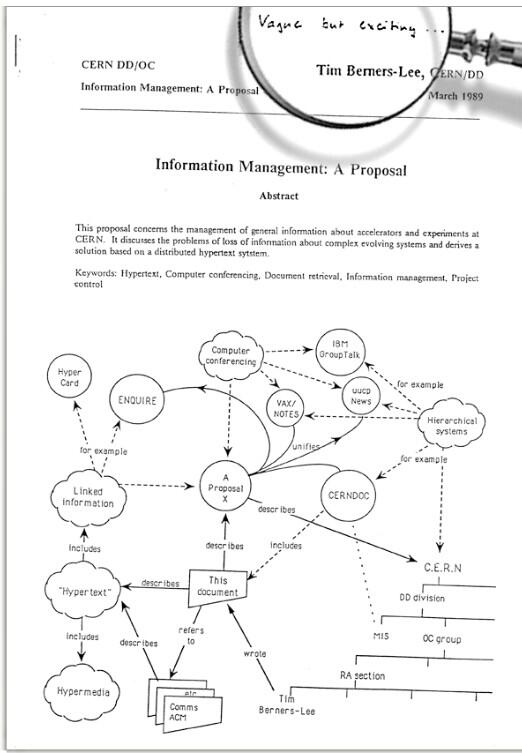 Vague but exciting ...
CERN DD/OC
Tim Berners-Lee, CERN/DD
Information Management: A Proposal
March 1989
Information Management: A Proposal
Abstract
This proposal concerns the management of general information about accelerators and experiments at
CERN. It discusses the problems of loss of information about complex evolving systems and derives a
solution based on a distributed hypertext sytstem.
Keywords: Hypertext, Computer conferencing, Document retrieval, Information management, Project
control
IBM
GroupTalk
Computer
conferencing
Hyper
Card
ENQUIRE
VAX/
NOTES
uucp
News
for example
Hierarchical
systems
unifies
for example
for example
Linked
information
A
Proposal
X
CERNDOC
describes
includes
describes
includes
C.E.R.N
This
document
describes
"Hypertext"
DD division
includes
describes
refers
to
wrote
MIS
OC group
RA section
Hypermedia
etc
Comms
ACM
Tim
Berners-Lee